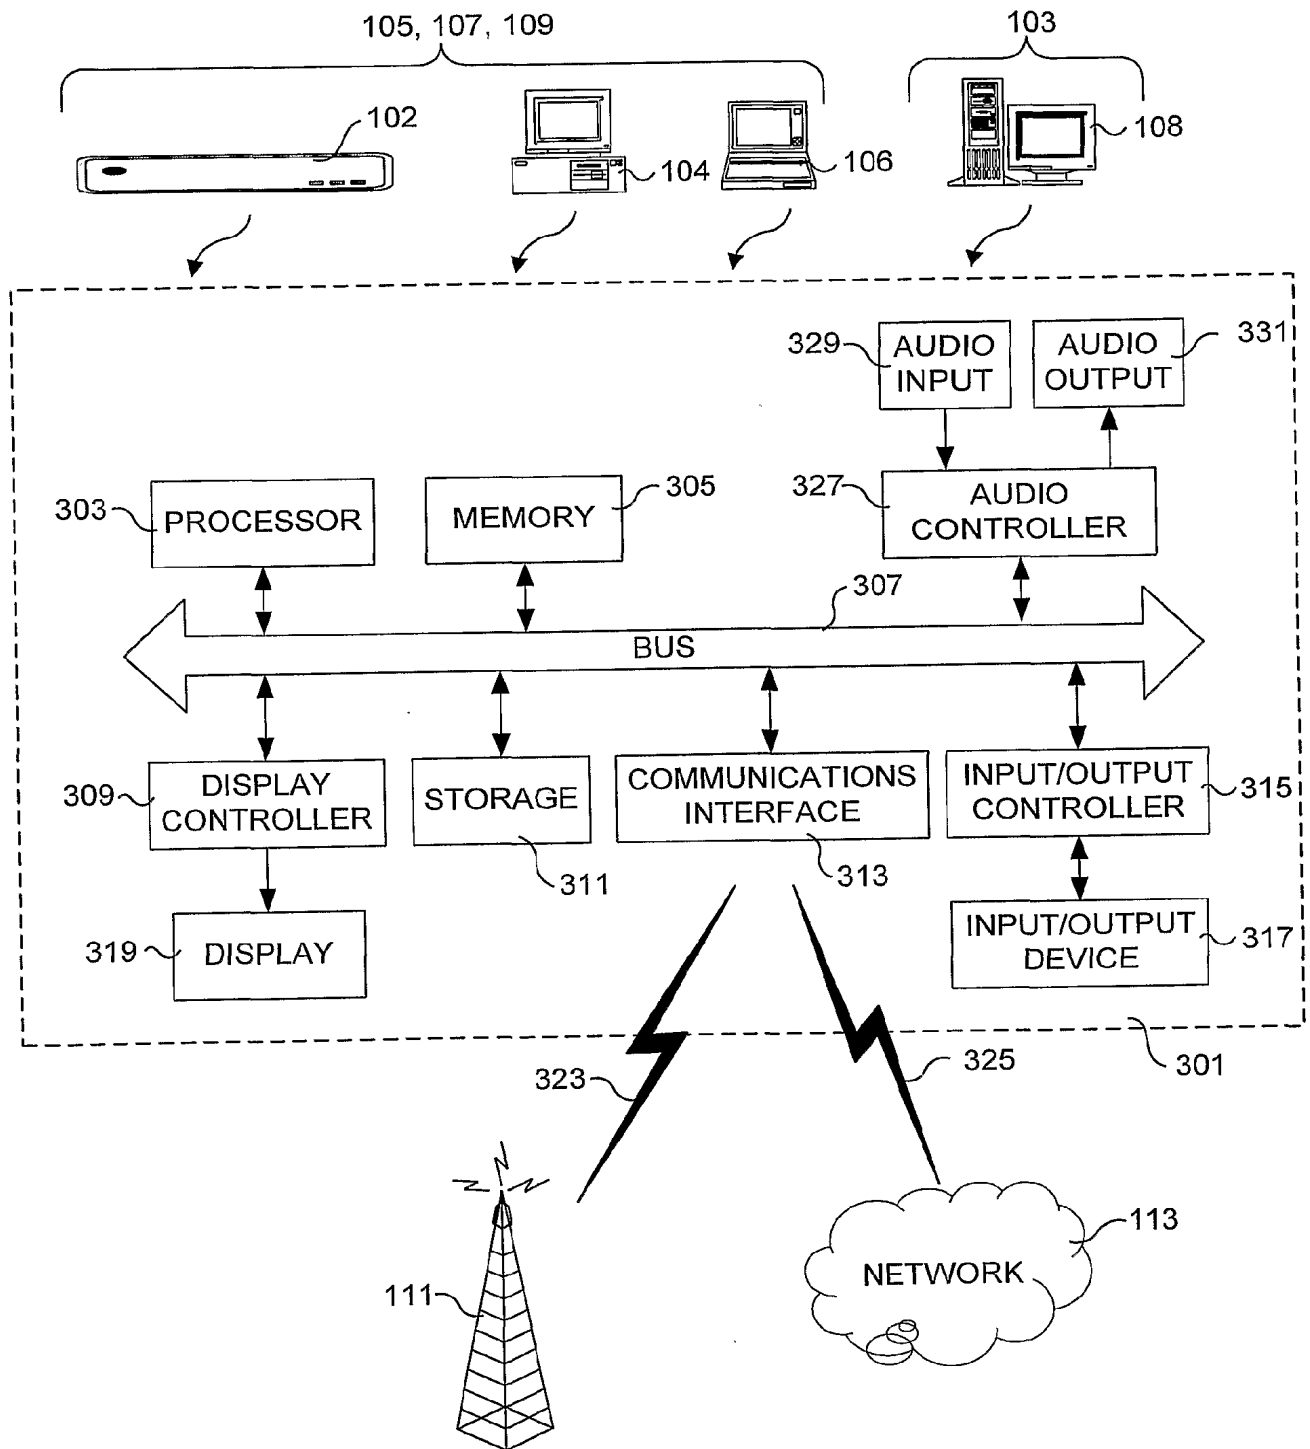 105, 107, 109
103
102
104
106
108
329
AUDIO
INPUT
AUDIO
OUTPUT
331
303
PROCESSOR
MEMORY
305
327
AUDIO
CONTROLLER
307
BUS
309
DISPLAY
CONTROLLER
STORAGE
311
COMMUNICATIONS
INTERFACE
313
INPUT/OUTPUT
CONTROLLER
315
319
DISPLAY
INPUT/OUTPUT
DEVICE
317
323
325
301
111
113
NETWORK